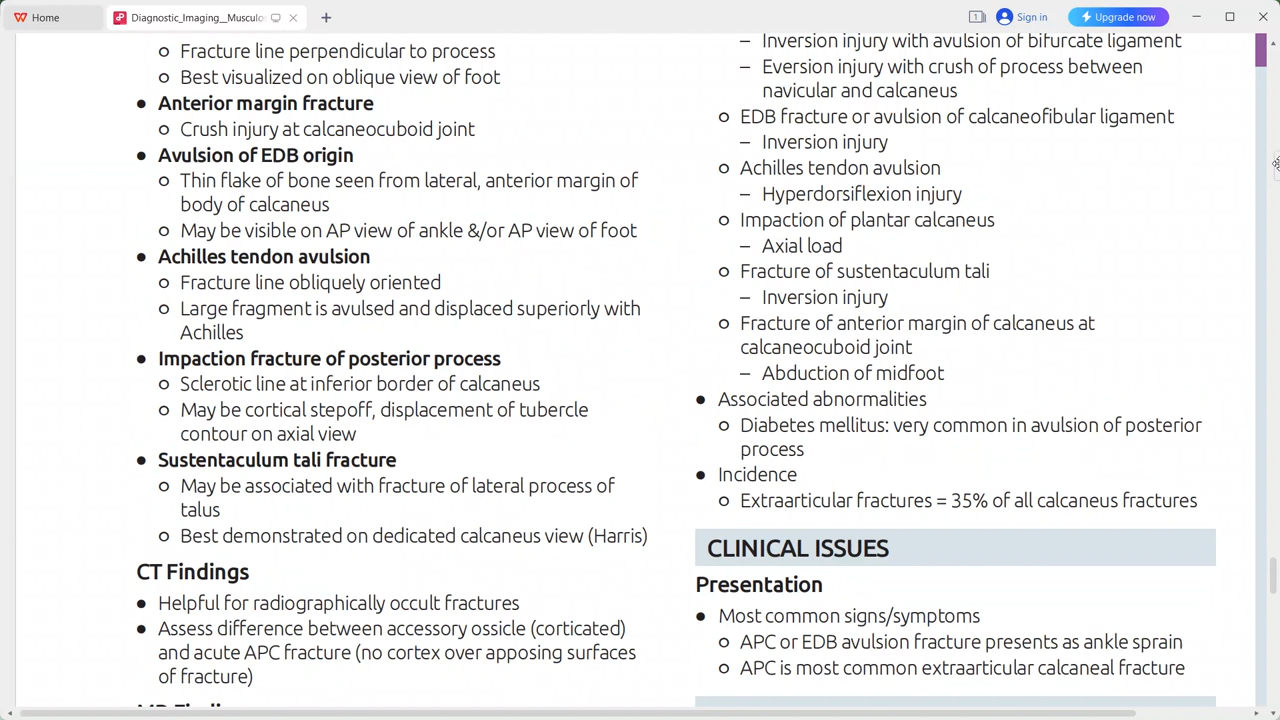 Home
Diagnostic_Imaging__Musculos
Sign in
Upgrade now
o Fracture line perpendicular to process
o Best visualized on oblique view of foot
● Anterior margin fracture
o Crush injury at calcaneocuboid joint
● Avulsion of EDB origin
o Thin flake of bone seen from lateral, anterior margin of
body of calcaneus
o May be visible on AP view of ankle &/or AP view of foot
● Achilles tendon avulsion
o Fracture line obliquely oriented
o Large fragment is avulsed and displaced superiorly with
Achilles
● Impaction fracture of posterior process
o Sclerotic line at inferior border of calcaneus
o May be cortical stepoff, displacement of tubercle
contour on axial view
● Sustentaculum tali fracture
o May be associated with fracture of lateral process of
talus
o Best demonstrated on dedicated calcaneus view (Harris)
CT Findings
● Helpful for radiographically occult fractures
● Assess difference between accessory ossicle (corticated)
and acute APC fracture (no cortex over apposing surfaces
of fracture)
– Inversion injury with avulsion of bifurcate ligament
– Eversion injury with crush of process between
navicular and calcaneus
o EDB fracture or avulsion of calcaneofibular ligament
– Inversion injury
o Achilles tendon avulsion
– Hyperdorsiflexion injury
o Impaction of plantar calcaneus
– Axial load
o Fracture of sustentaculum tali
– Inversion injury
o Fracture of anterior margin of calcaneus at
calcaneocuboid joint
– Abduction of midfoot
● Associated abnormalities
o Diabetes mellitus: very common in avulsion of posterior
process
● Incidence
o Extraarticular fractures = 35% of all calcaneus fractures
CLINICAL ISSUES
Presentation
● Most common signs/symptoms
o APC or EDB avulsion fracture presents as ankle sprain
o APC is most common extraarticular calcaneal fracture